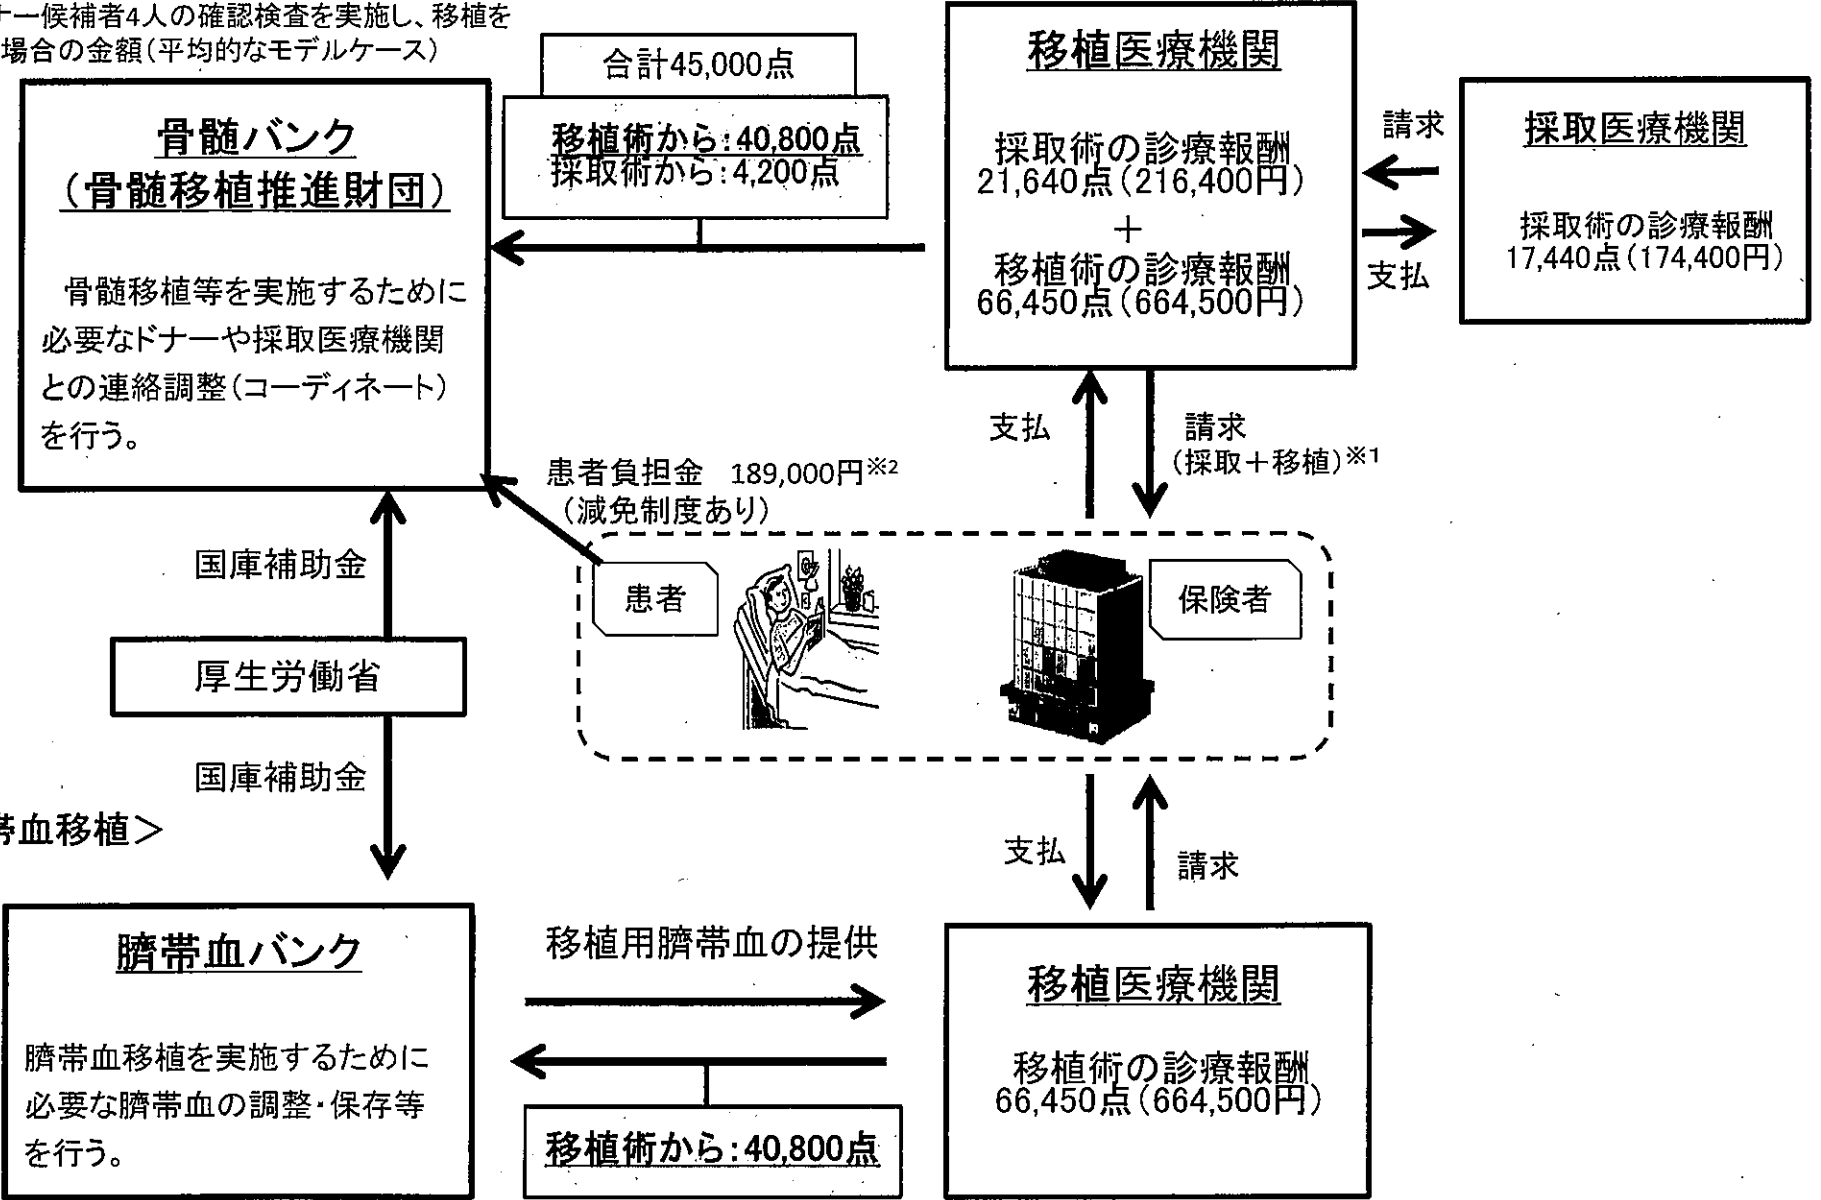 ナー候補者4人の確認検査を実施し、移植を
場合の金額(平均的なモデルケース)
骨髄バンク
(骨髄移植推進財団)
骨髄移植等を実施するために
必要なドナーや採取医療機関
との連絡調整(コーディネート)
を行う。
合計45,000点
移植術から:40,800点
採取術から:4,200点
移植医療機関
採取術の診療報酬
21,640点(216,400円)
+
移植術の診療報酬
66,450点(664,500円)
請求
支払
採取医療機関
採取術の診療報酬
17,440点(174,400円)
支払
請求
(採取+移植)※1
患者負担金 189,000円※2
(減免制度あり)
患者
保険者
国庫補助金
厚生労働省
国庫補助金
帯血移植>
支払
請求
臍帯血バンク
臍帯血移植を実施するために
必要な臍帯血の調整・保存等
を行う。
移植用臍帯血の提供
移植術から:40,800点
移植医療機関
移植術の診療報酬
66,450点(664,500円)